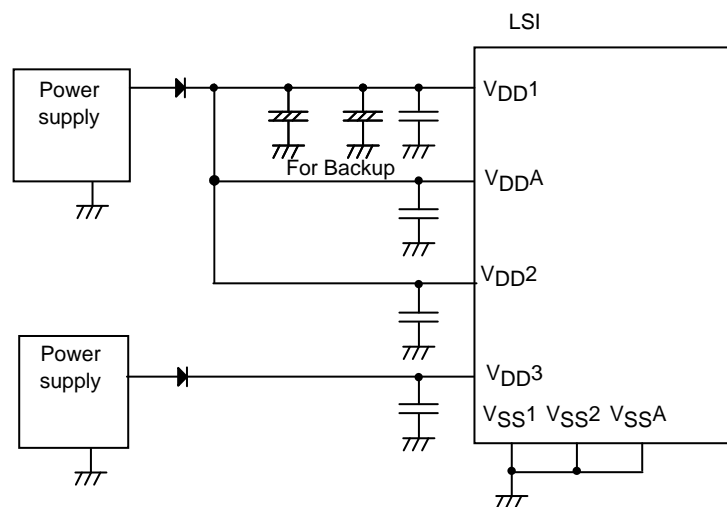 LSI
Power
supply
VDD1
For Backup
VDDA
VDD2
Power
supply
VDD3
VSS1 VSS2 VSSA